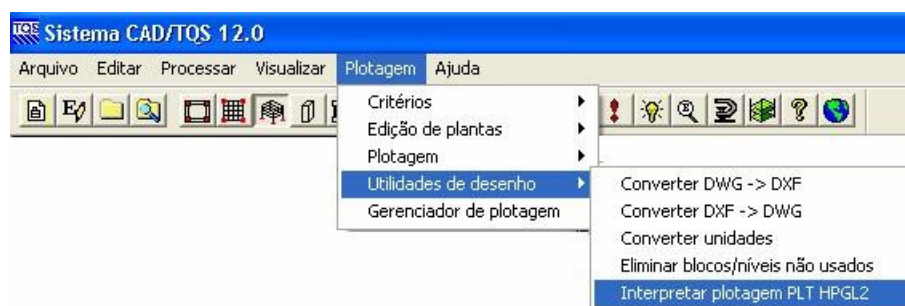 TQS Sistema CAD/TQS 12.0
Arquivo Editar Processar Visualizar Plotagem Ajuda
Critérios
Edição de plantas
Plotagem
Utilidades de desenho
Gerenciador de plotagem
Converter DWG -> DXF
Converter DXF -> DWG
Converter unidades
Eliminar blocos/níveis não usados
Interpretar plotagem PLT HPGL2